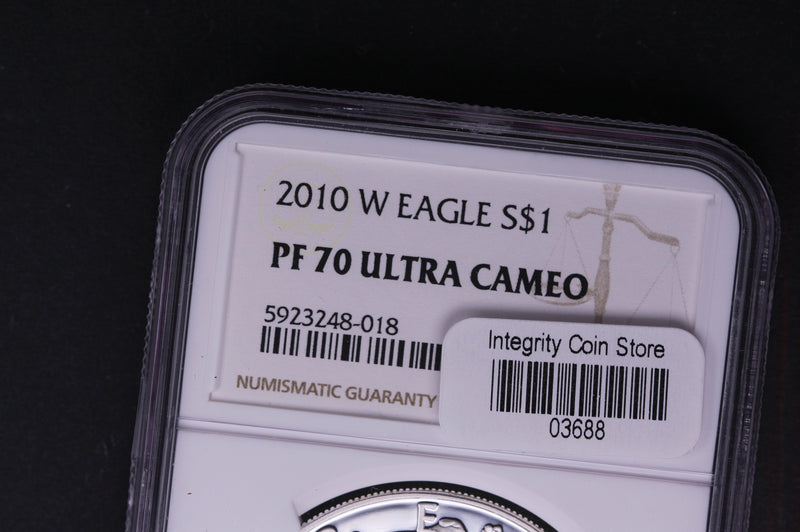 2010 W EAGLE S$1
PF 70 ULTRA CAMEO
5923248-018
NUMISMATIC GUARANTY
Integrity Coin Store
03688